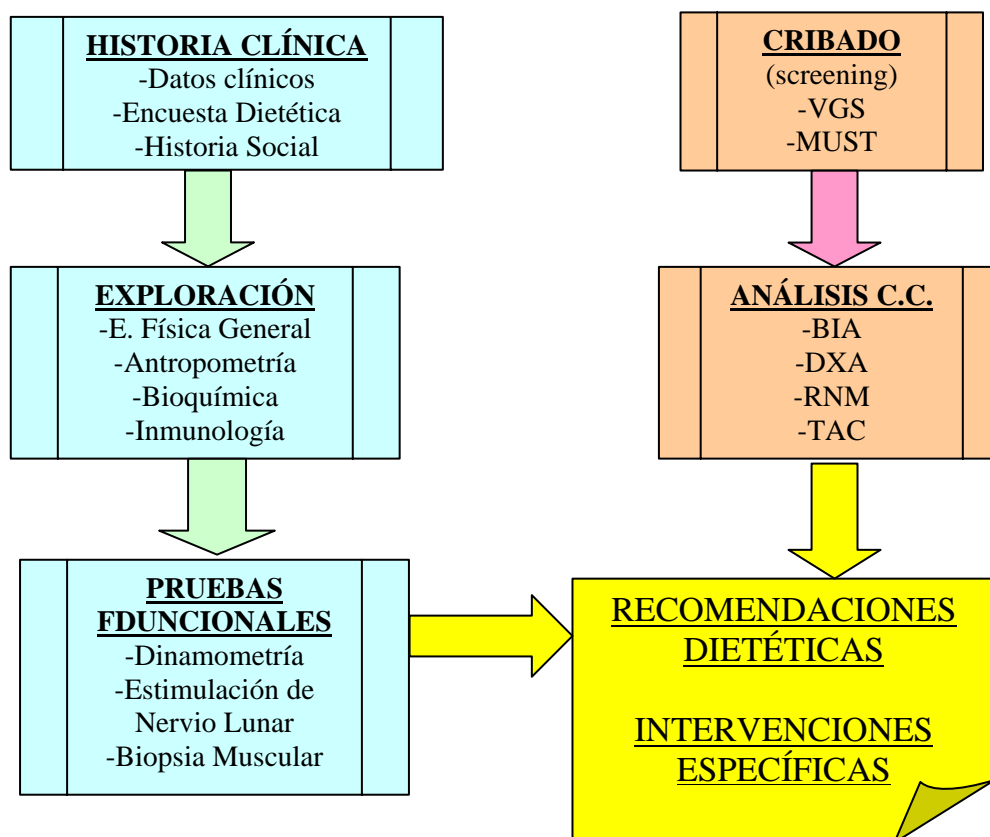 HISTORIA CLÍNICA
-Datos clínicos
-Encuesta Dietética
-Historia Social
CRIBADO
(screening)
-VGS
-MUST
EXPLORACIÓN
-E. Física General
-Antropometría
-Bioquímica
-Inmunología
ANÁLISIS C.C.
-BIA
-DXA
-RNM
-TAC
PRUEBAS
FDUNCIONALES
-Dinamometría
-Estimulación de
Nervio Lunar
-Biopsia Muscular
RECOMENDACIONES
DIETÉTICAS
INTERVENCIONES
ESPECÍFICAS